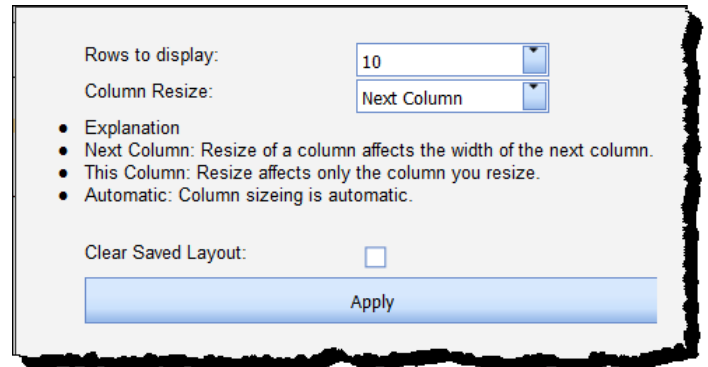 Rows to display: 10
Column Resize: Next Column
● Explanation
● Next Column: Resize of a column affects the width of the next column.
● This Column: Resize affects only the column you resize.
● Automatic: Column sizeing is automatic.
Clear Saved Layout:
Apply